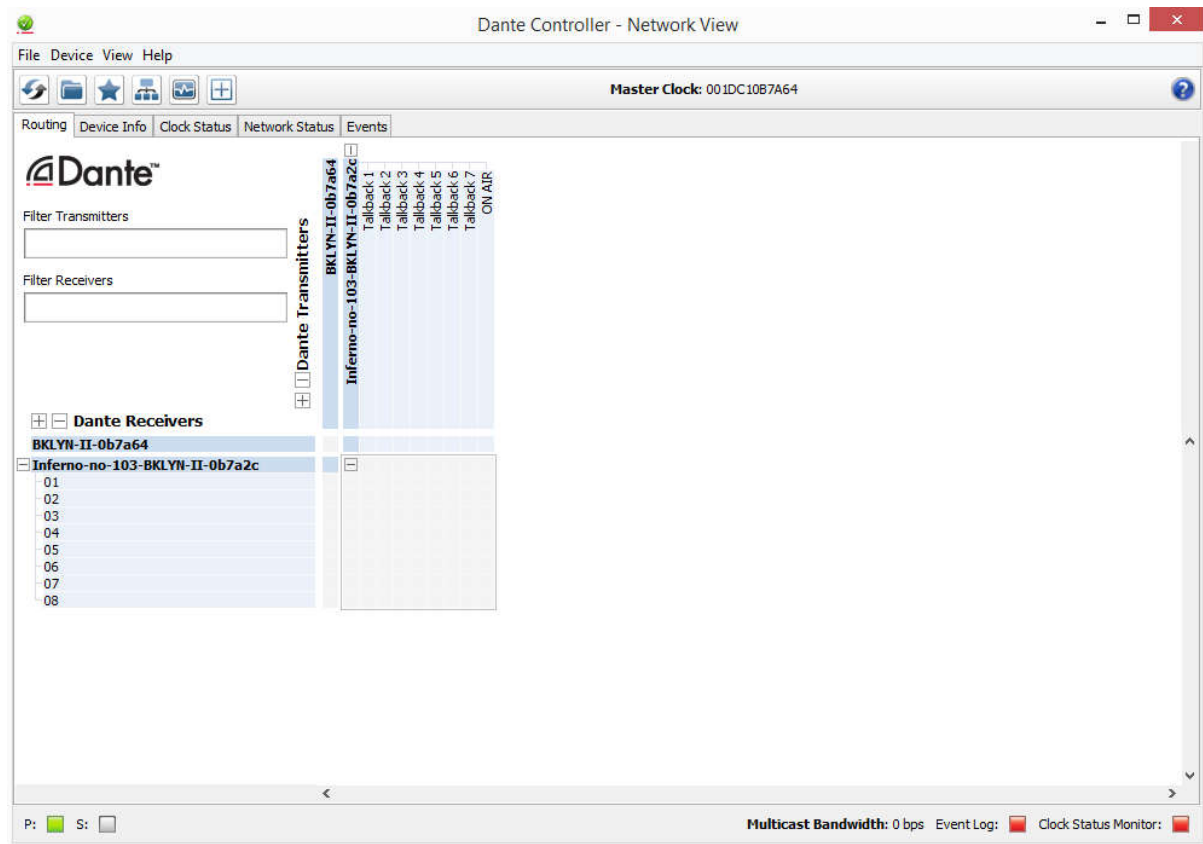 Dante Controller - Network View
File Device View Help
Master Clock: 001DC10B7A64
Routing Device Info Clock Status Network Status Events
Dante™
Filter Transmitters
Filter Receivers
Dante Transmitters
BKLYN-II-0b7a64
Inferno-no-103-BKLYN-II-0b7a2c
Talkback 1
Talkback 2
Talkback 3
Talkback 4
Talkback 5
Talkback 6
Talkback 7
ON AIR
Dante Receivers
BKLYN-II-0b7a64
Inferno-no-103-BKLYN-II-0b7a2c
01
02
03
04
05
06
07
08
P: S: Multicast Bandwidth: 0 bps Event Log: Clock Status Monitor: